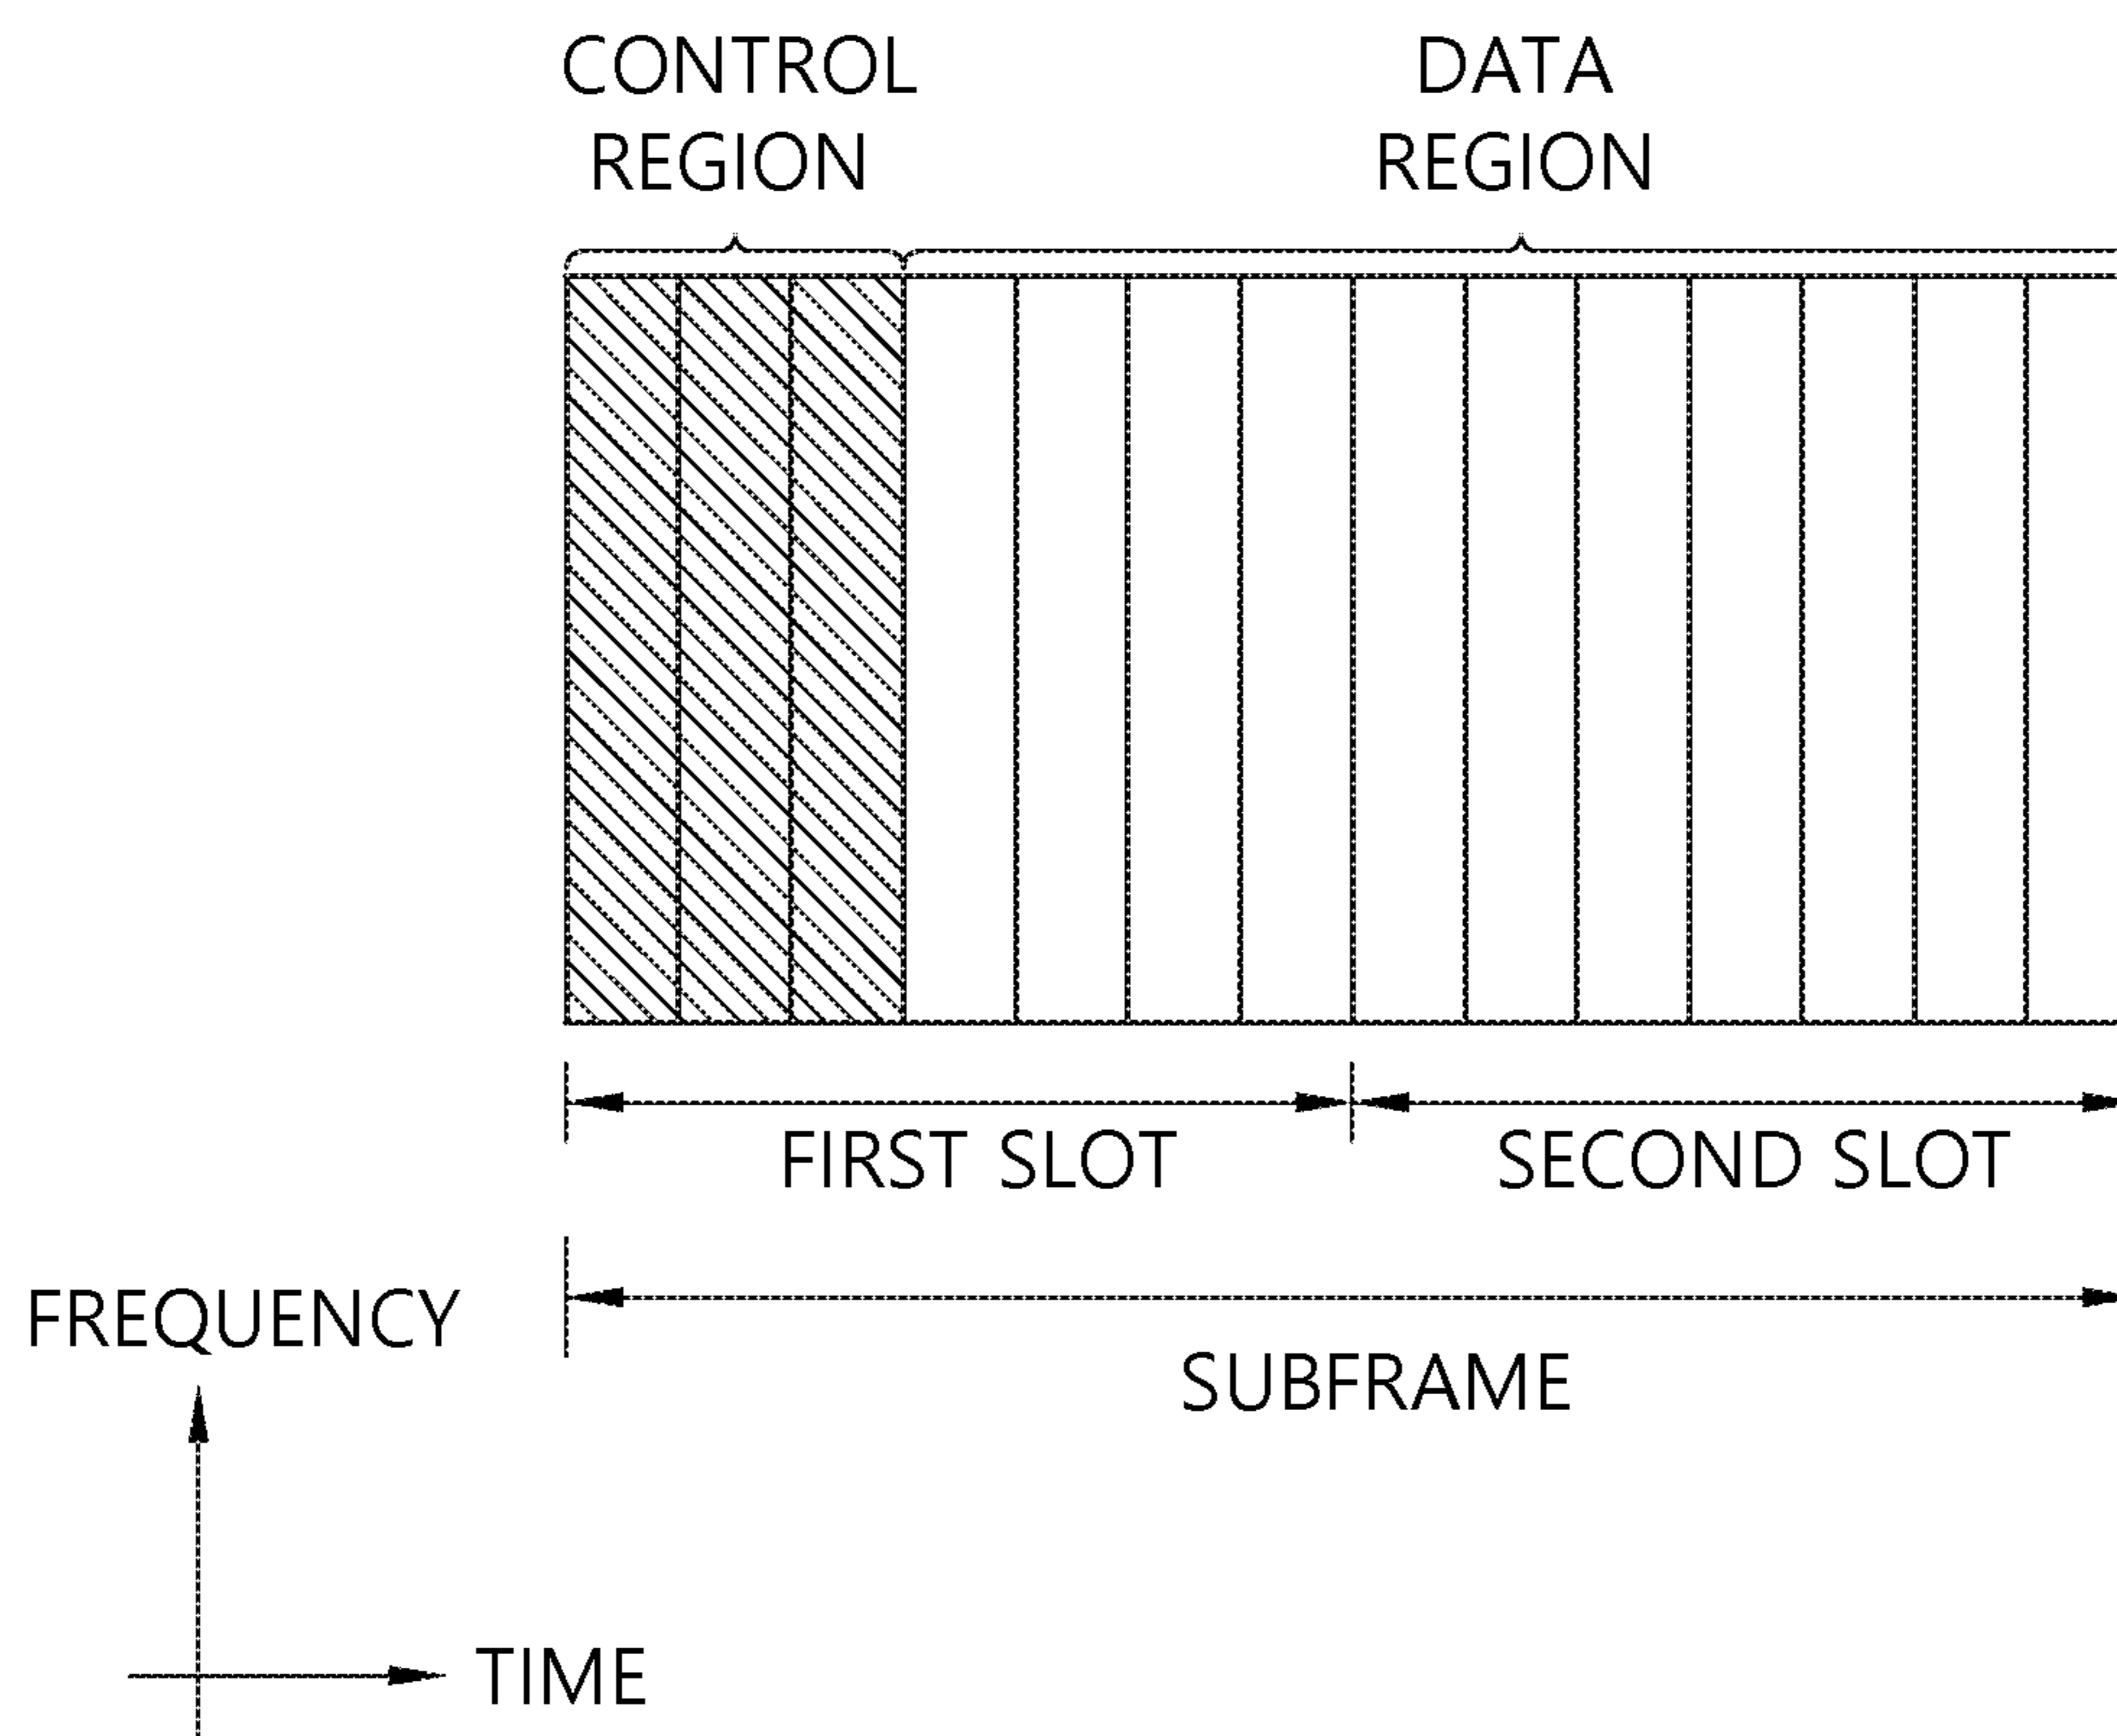 CONTROL
REGION
DATA
REGION
FIRST SLOT
SECOND SLOT
SUBFRAME
FREQUENCY
TIME